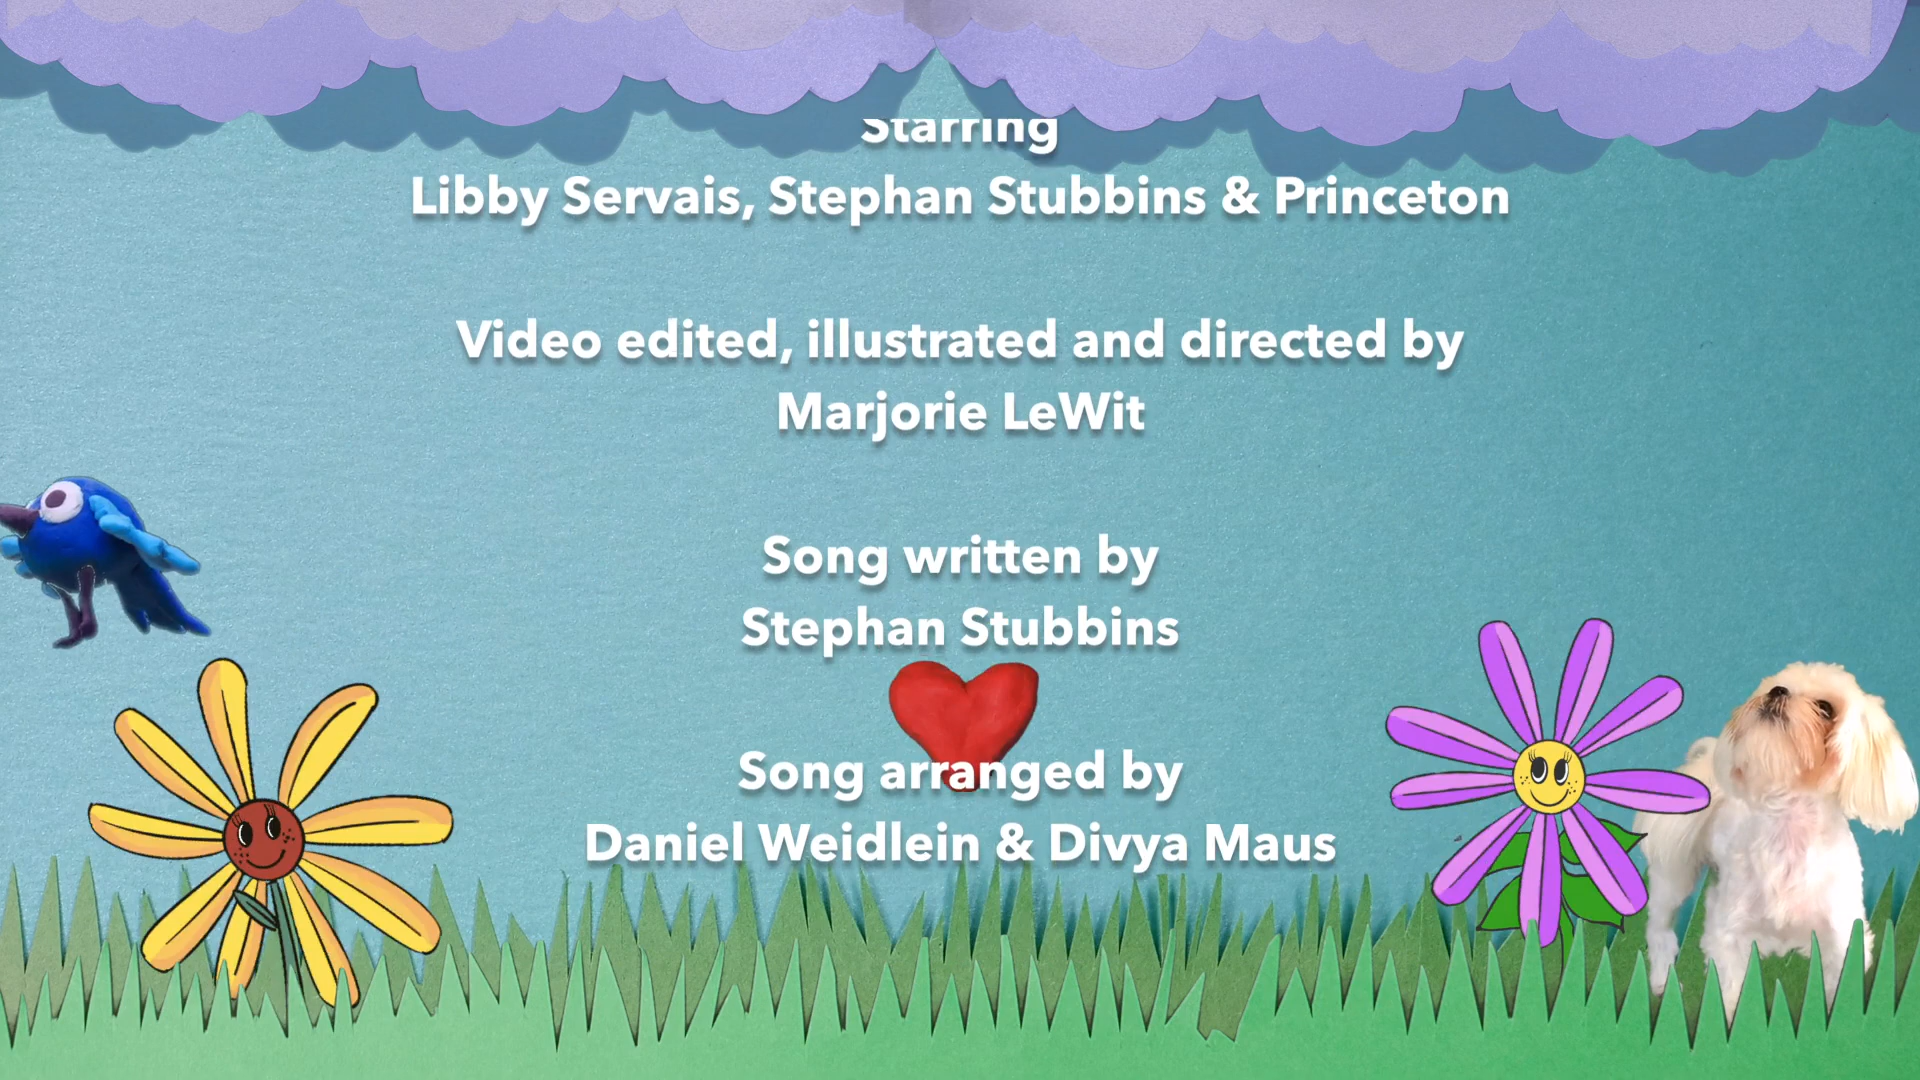 Starring
Libby Servais, Stephan Stubbins & Princeton
Video edited, illustrated and directed by
Marjorie LeWit
Song written by
Stephan Stubbins
Song arranged by
Daniel Weidlein & Divya Maus